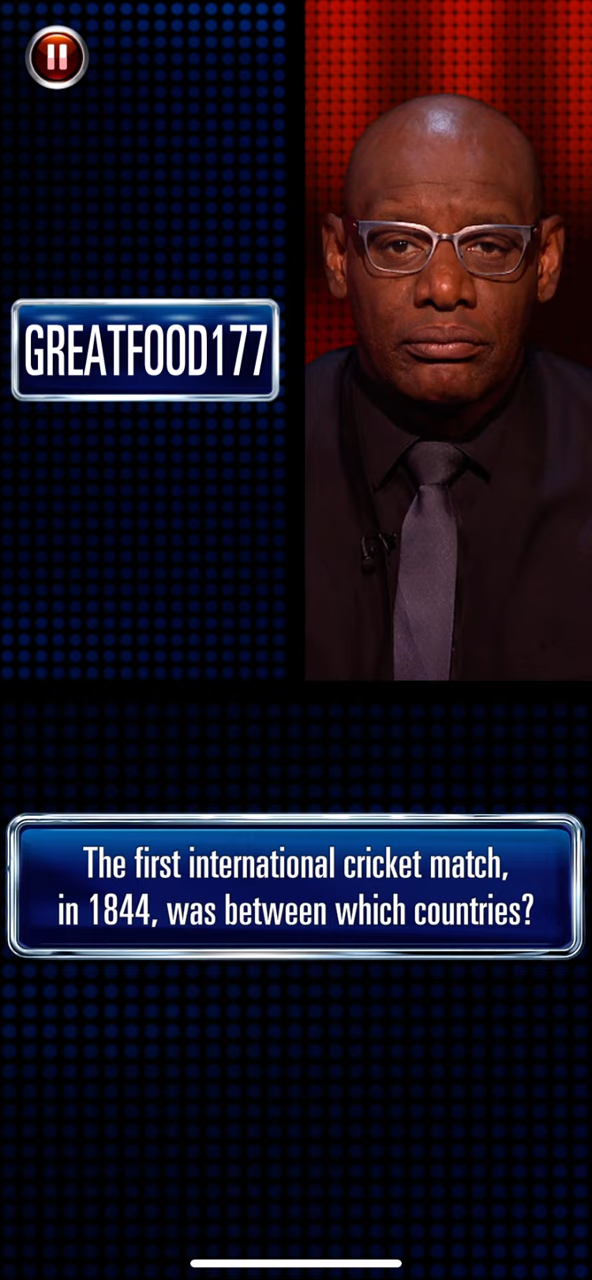 GREATFOOD177
The first international cricket match,
in 1844, was between which countries?